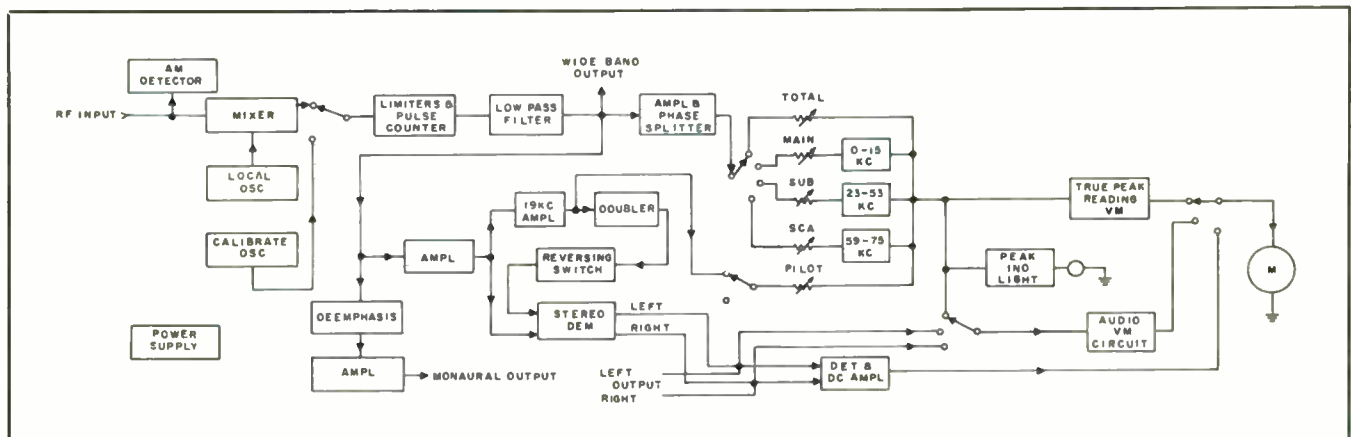 WIDE BAND
OUTPUT
AM
DETECTOR
RF INPUT
MIXER
LIMITERS &
PULSE
COUNTER
LOW PASS
FILTER
AMPL &
PHASE
SPLITTER
TOTAL
MAIN
0-15
KC
SUB
23-53
KC
SCA
59-75
KC
PILOT
LOCAL
OSC
CALIBRATE
OSC
19KC
AMPL
DOUBLER
AMPL
REVERSING
SWITCH
STEREO
DEM
LEFT
RIGHT
DEEMPHASIS
AMPL
MONAURAL OUTPUT
POWER
SUPPLY
LEFT
OUTPUT
RIGHT
DET &
DC AMPL
TRUE PEAK
READING
VM
PEAK
IND
LIGHT
AUDIO
VM
CIRCUIT
M